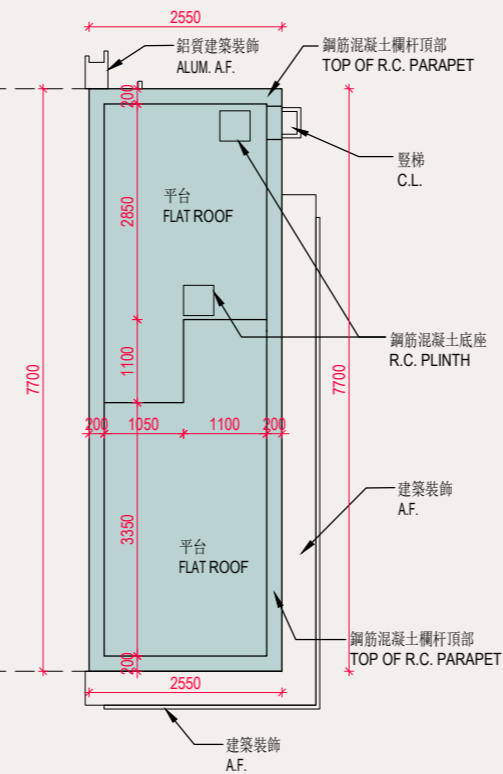 2550
鋁質建築裝飾
ALUM. A.F.
鋼筋混凝土欄杆頂部
TOP OF R.C. PARAPET
200
豎梯
C.L.
平台
FLAT ROOF
2850
鋼筋混凝土底座
R.C. PLINTH
1100
7700
7700
200
1050
1100
200
建築裝飾
A.F.
3350
平台
FLAT ROOF
鋼筋混凝土欄杆頂部
TOP OF R.C. PARAPET
200
2550
建築裝飾
A.F.